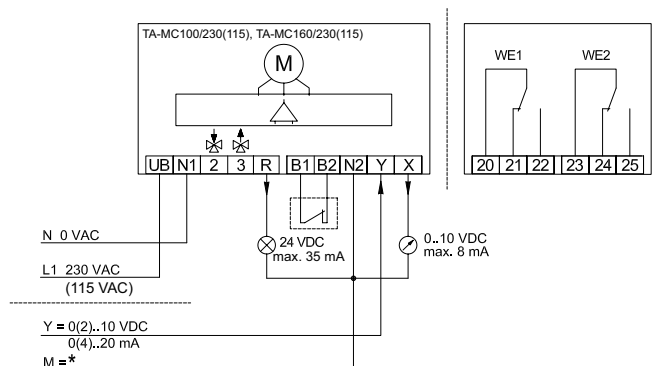 TA-MC100/230(115), TA-MC160/230(115)
M
WE1 WE2
UB N1 2 3 R B1 B2 N2 Y X
20 21 22 23 24 25
N 0 VAC
24 VDC
max. 35 mA
0..10 VDC
max. 8 mA
L1 230 VAC
(115 VAC)
Y = 0(2)..10 VDC
0(4)..20 mA
M =*